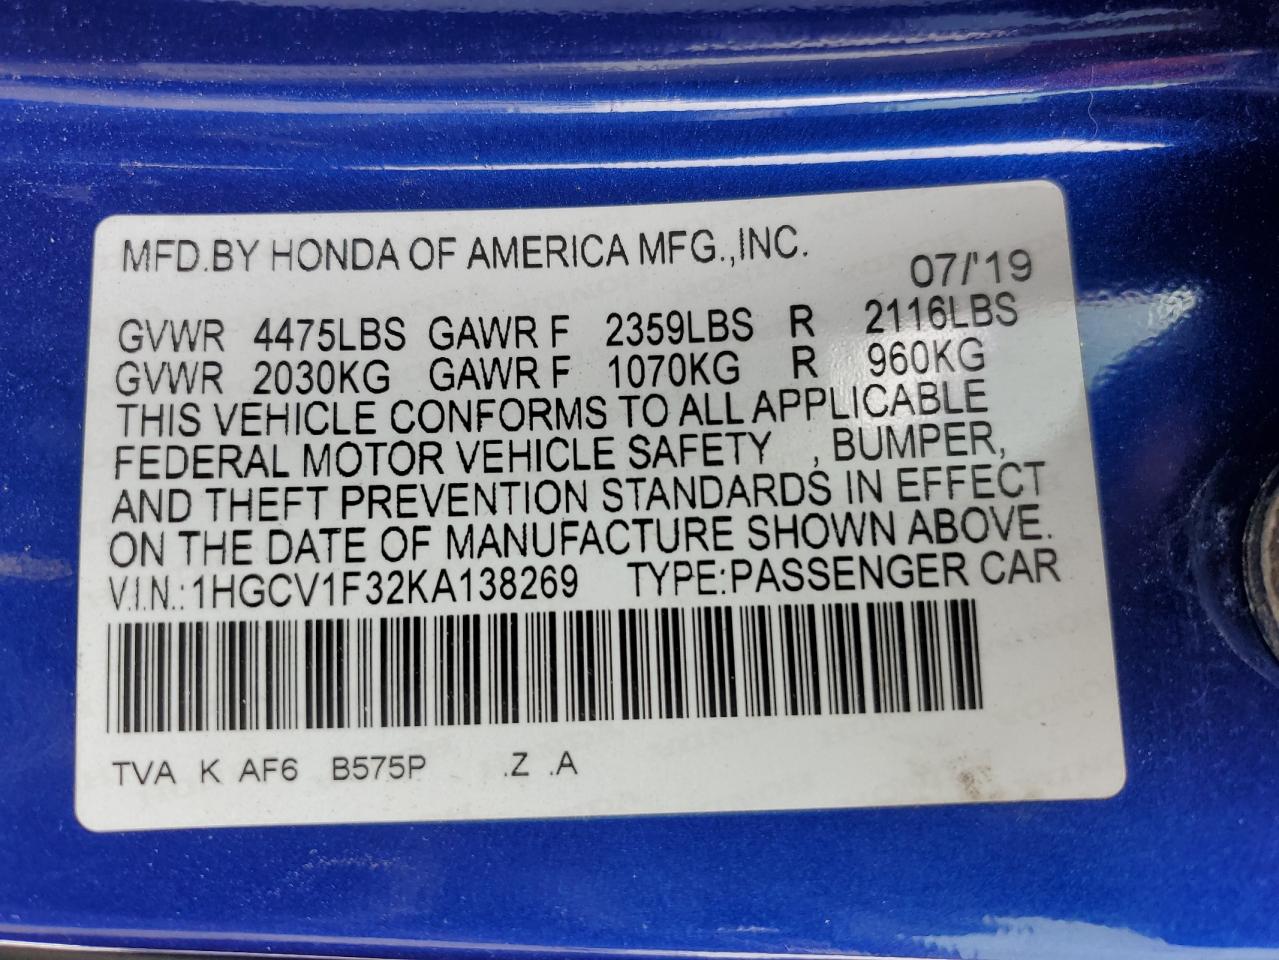 MFD.BY HONDA OF AMERICA MFG.,INC.
07/'19
GVWR 4475LBS GAWR F 2359LBS R 2116LBS
GVWR 2030KG GAWR F 1070KG R 960KG
THIS VEHICLE CONFORMS TO ALL APPLICABLE
FEDERAL MOTOR VEHICLE SAFETY , BUMPER,
AND THEFT PREVENTION STANDARDS IN EFFECT
ON THE DATE OF MANUFACTURE SHOWN ABOVE.
V.I.N.:1HGCV1F32KA138269 TYPE:PASSENGER CAR
TVA K AF6 B575P .Z .A